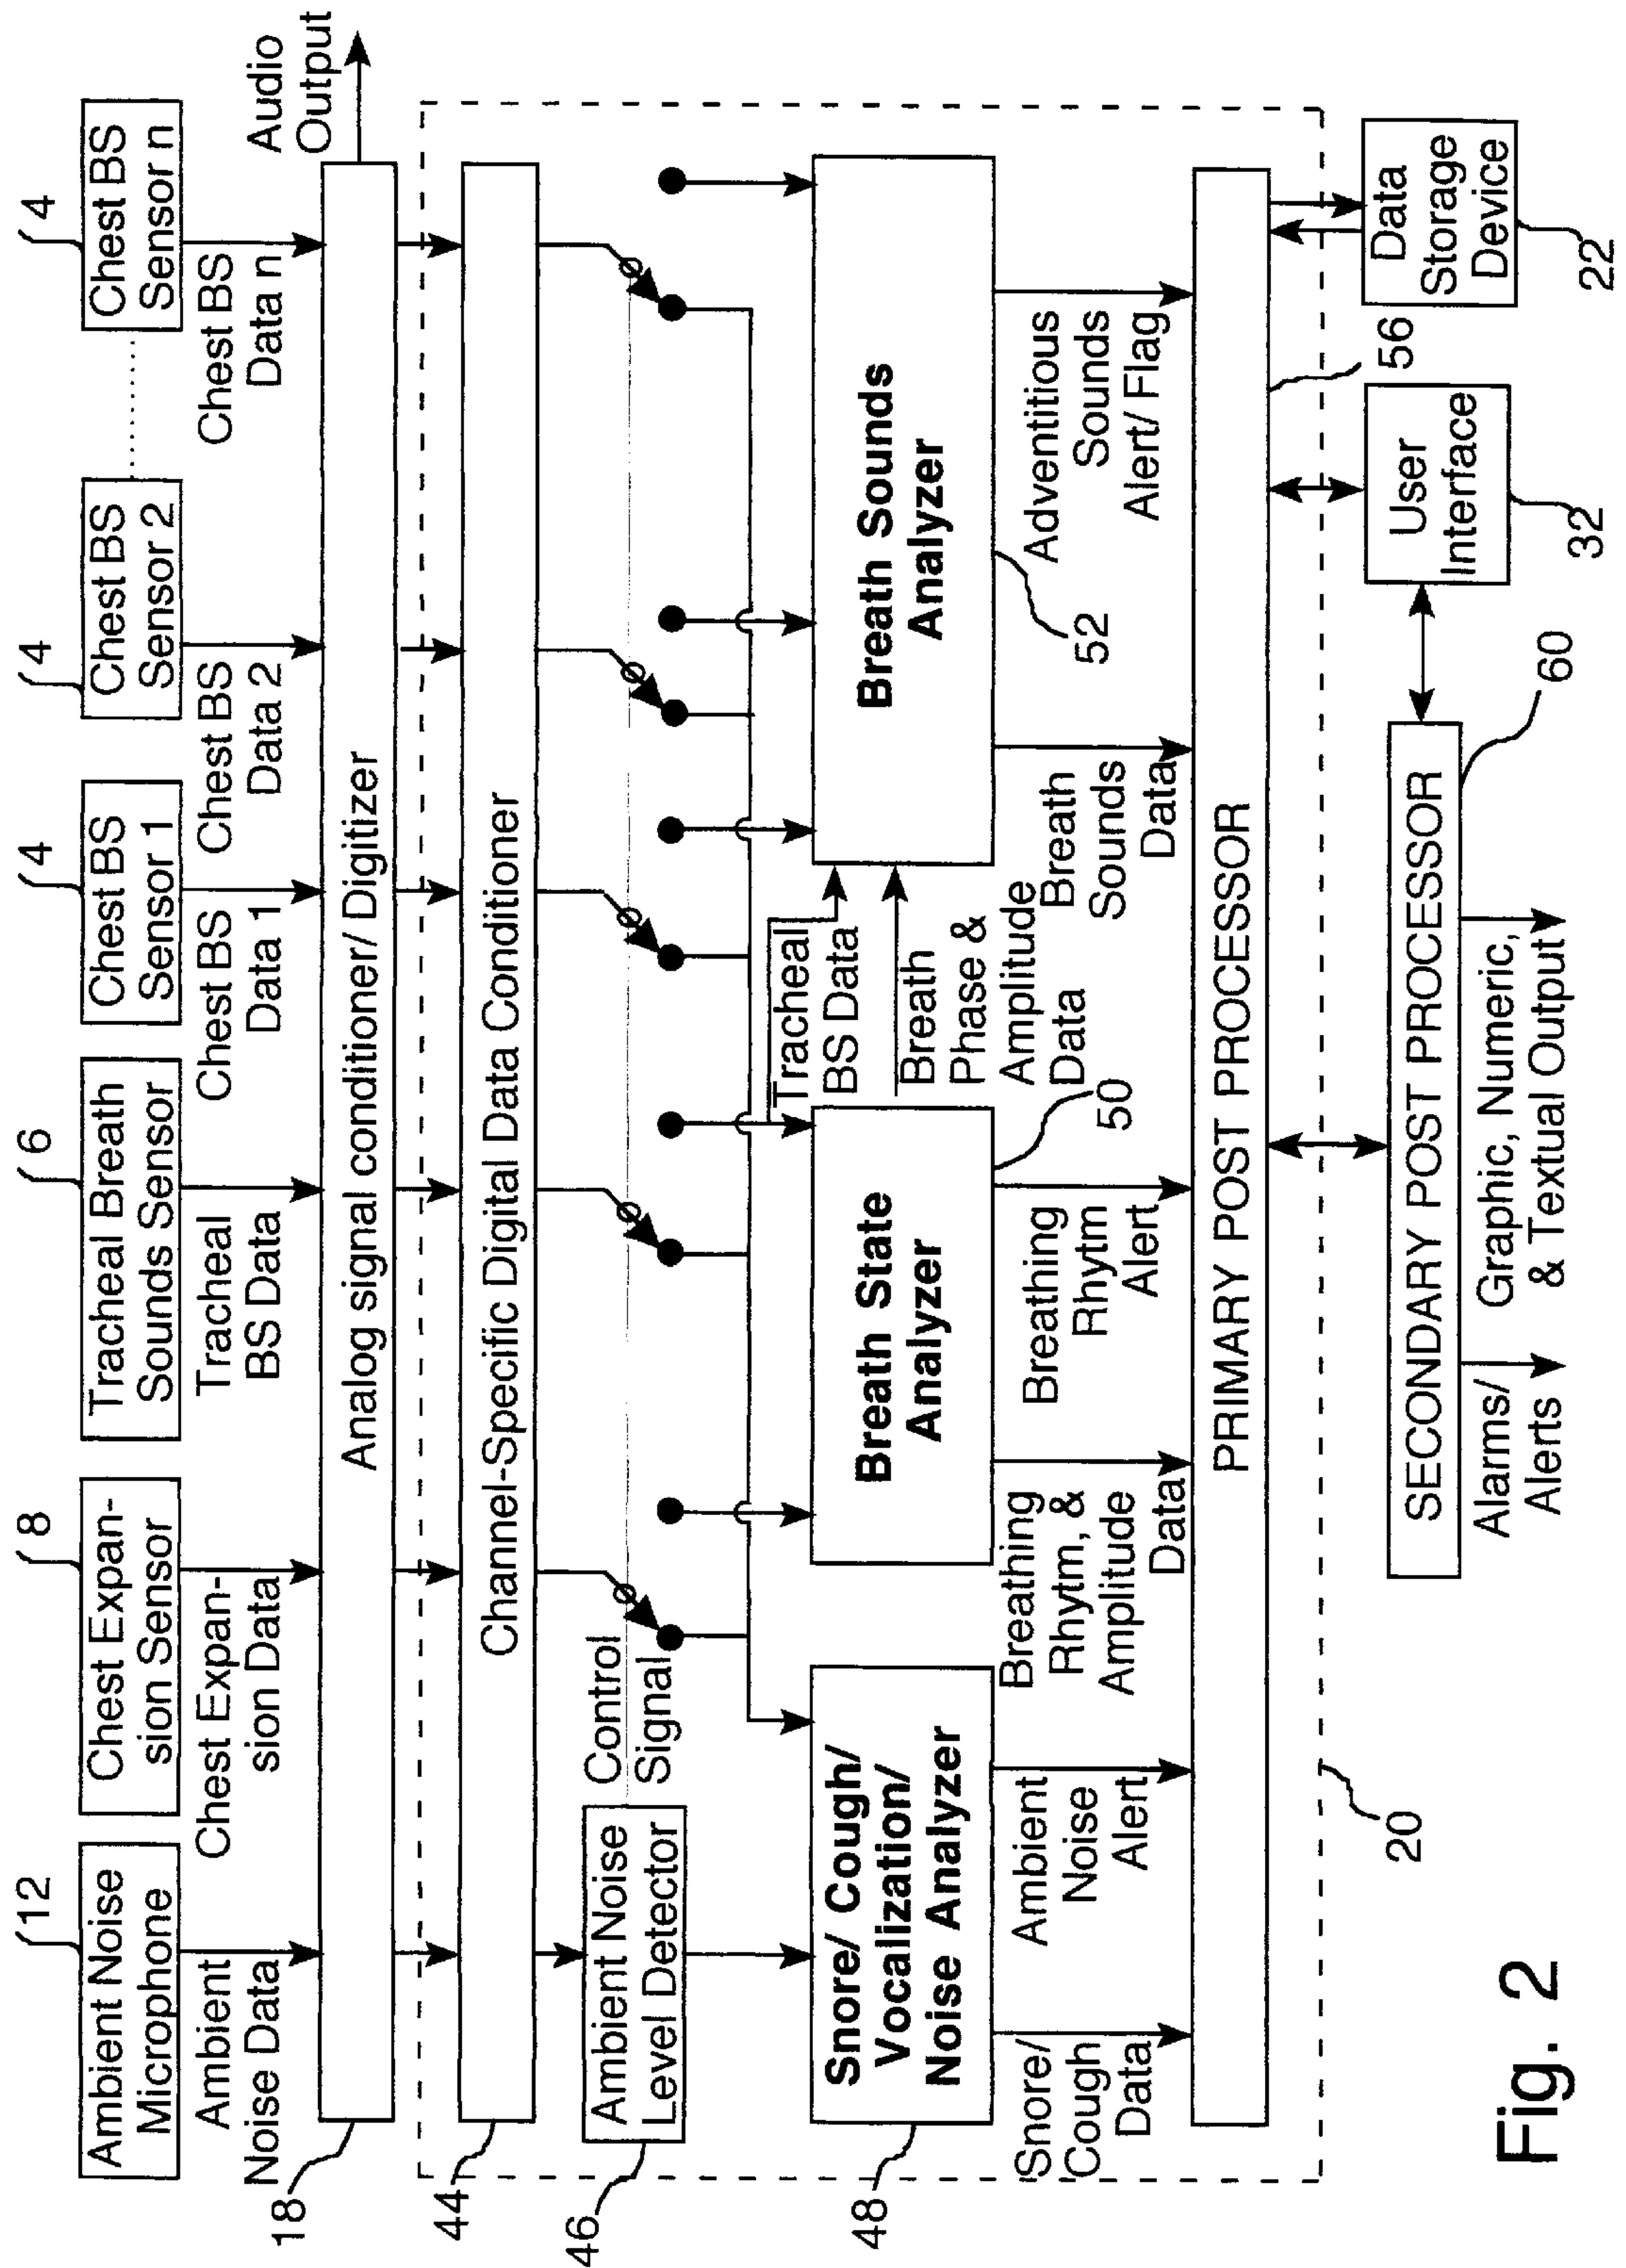 12
8
6
4
4
4
Ambient Noise
Microphone
Chest Expan-
sion Sensor
Tracheal Breath
Sounds Sensor
Chest BS
Sensor 1
Chest BS
Sensor 2
Chest BS
Sensor n
Ambient
Noise Data
Chest Expan-
sion Data
Tracheal
BS Data
Chest BS
Data 1
Chest BS
Data 2
Chest BS
Data n
Audio
Output
18
Analog signal conditioner/ Digitizer
44
Channel-Specific Digital Data Conditioner
46
Ambient Noise
Level Detector
Control
Signal
Tracheal
BS Data
Breath
Phase &
Amplitude
Data
48
Snore/ Cough/
Vocalization/
Noise Analyzer
Breath State
Analyzer
50
Breath Sounds
Analyzer
52
Snore/
Cough
Data
Ambient
Noise
Alert
Breathing
Rhytm, &
Amplitude
Data
Breathing
Rhytm
Alert
Breath
Sounds
Data
Adventitious
Sounds
Alert/ Flag
PRIMARY POST PROCESSOR
56
20
SECONDARY POST PROCESSOR
60
User
Interface
32
Data
Storage
Device
22
Alarms/
Alerts
Graphic, Numeric,
& Textual Output
Fig. 2